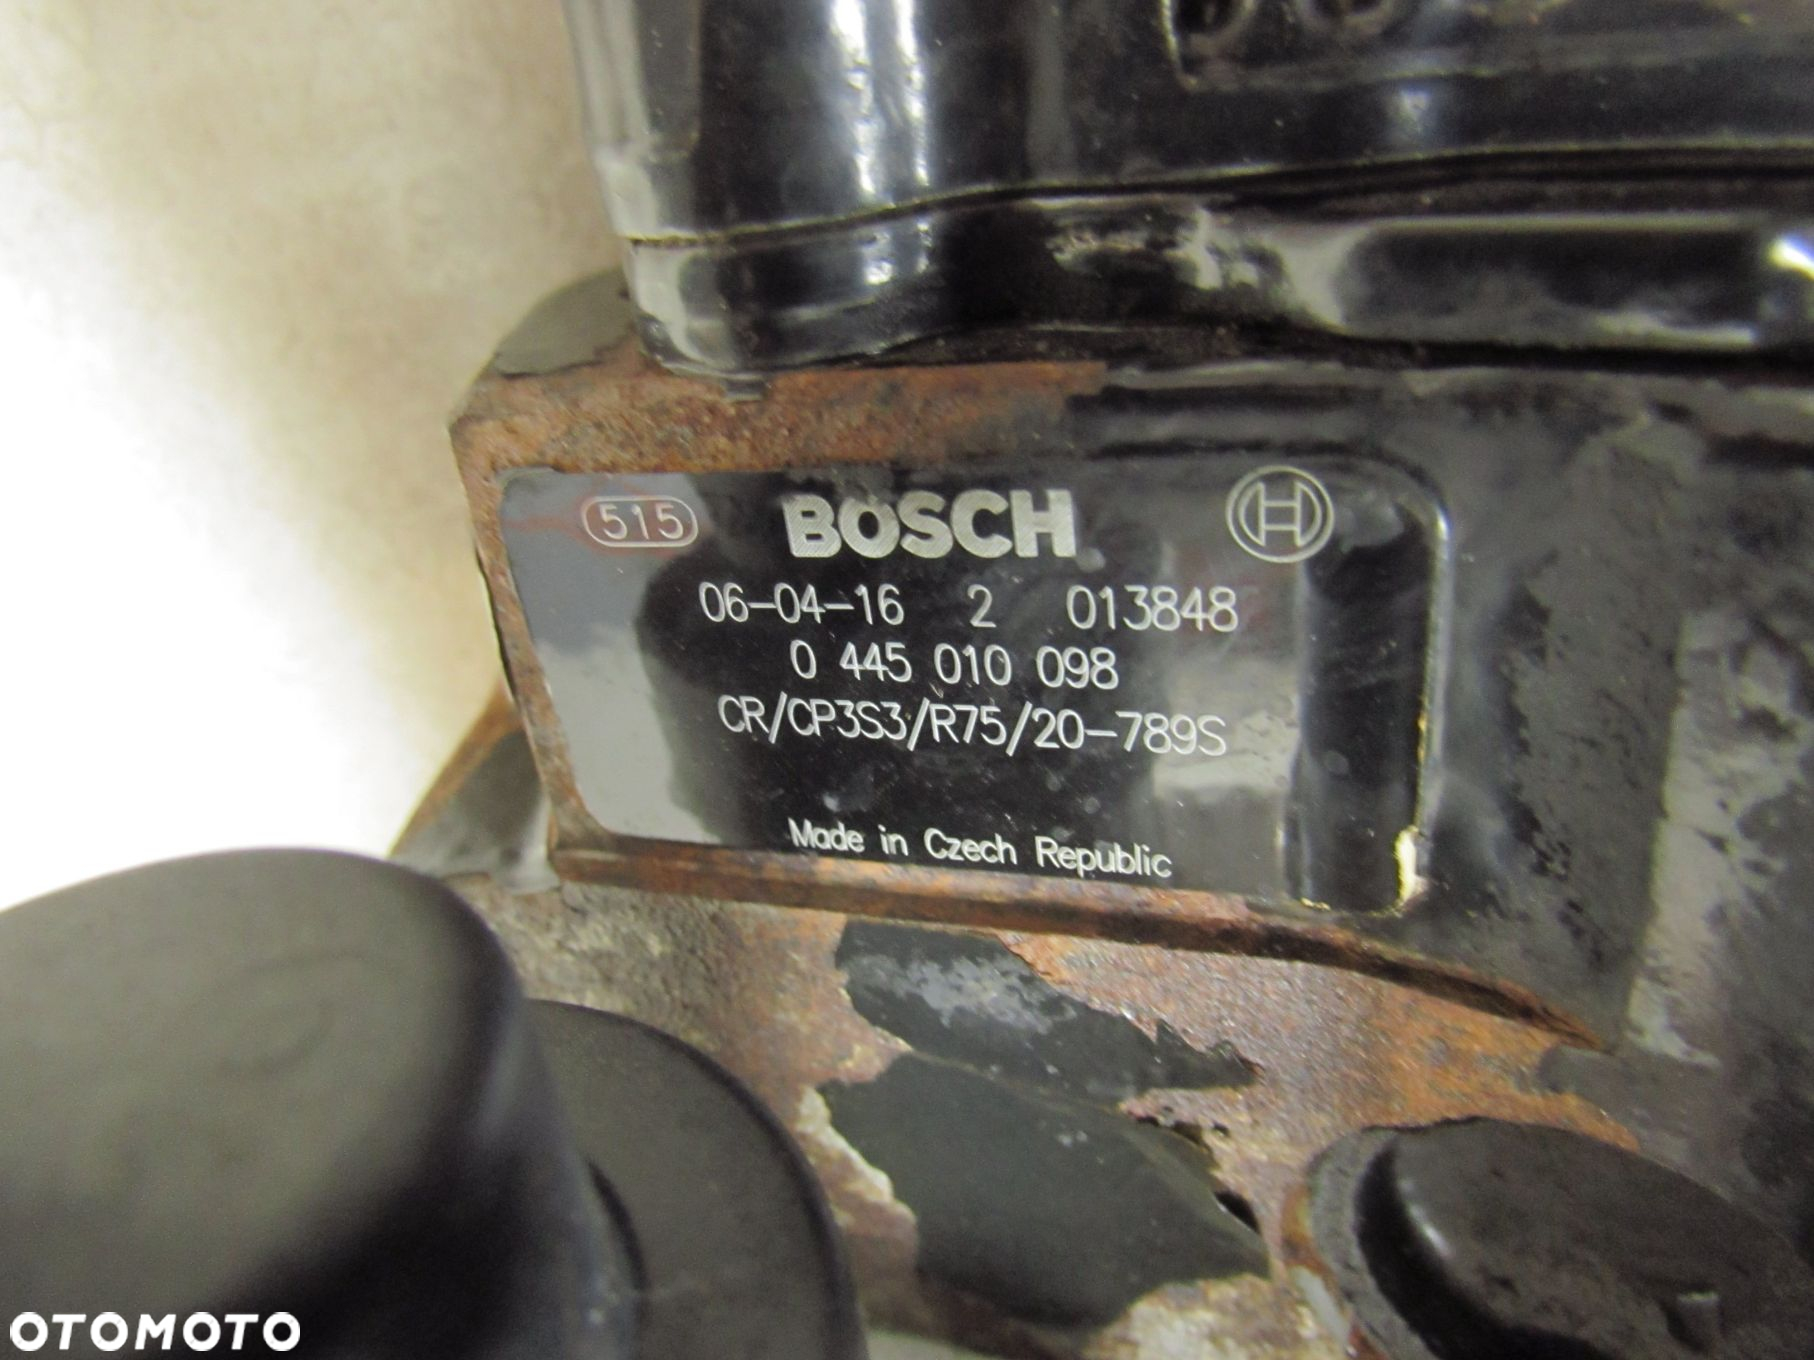 515 BOSCH H
06-04-16 2 013848
0 445 010 098
CR/CP3S3/R75/20-789S
Made in Czech Republic
OTOMOTO